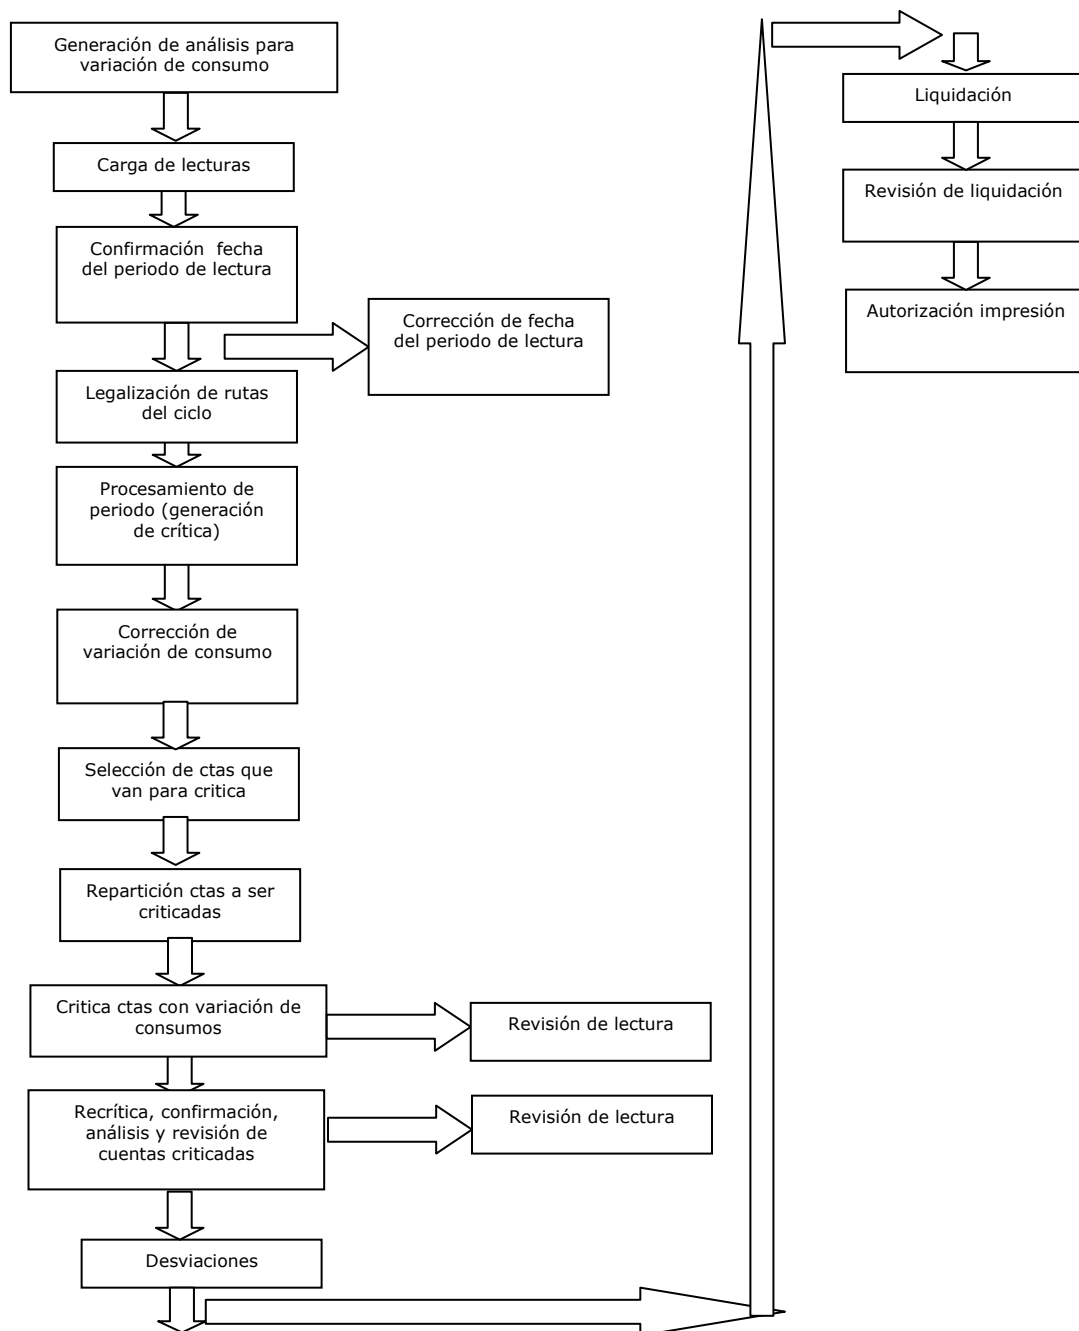 Generación de análisis para
variación de consumo
Carga de lecturas
Confirmación fecha
del periodo de lectura
Corrección de fecha
del periodo de lectura
Legalización de rutas
del ciclo
Procesamiento de
periodo (generación
de crítica)
Corrección de
variación de consumo
Selección de ctas que
van para critica
Repartición ctas a ser
criticadas
Critica ctas con variación de
consumos
Revisión de lectura
Recrítica, confirmación,
análisis y revisión de
cuentas criticadas
Revisión de lectura
Desviaciones
Liquidación
Revisión de liquidación
Autorización impresión